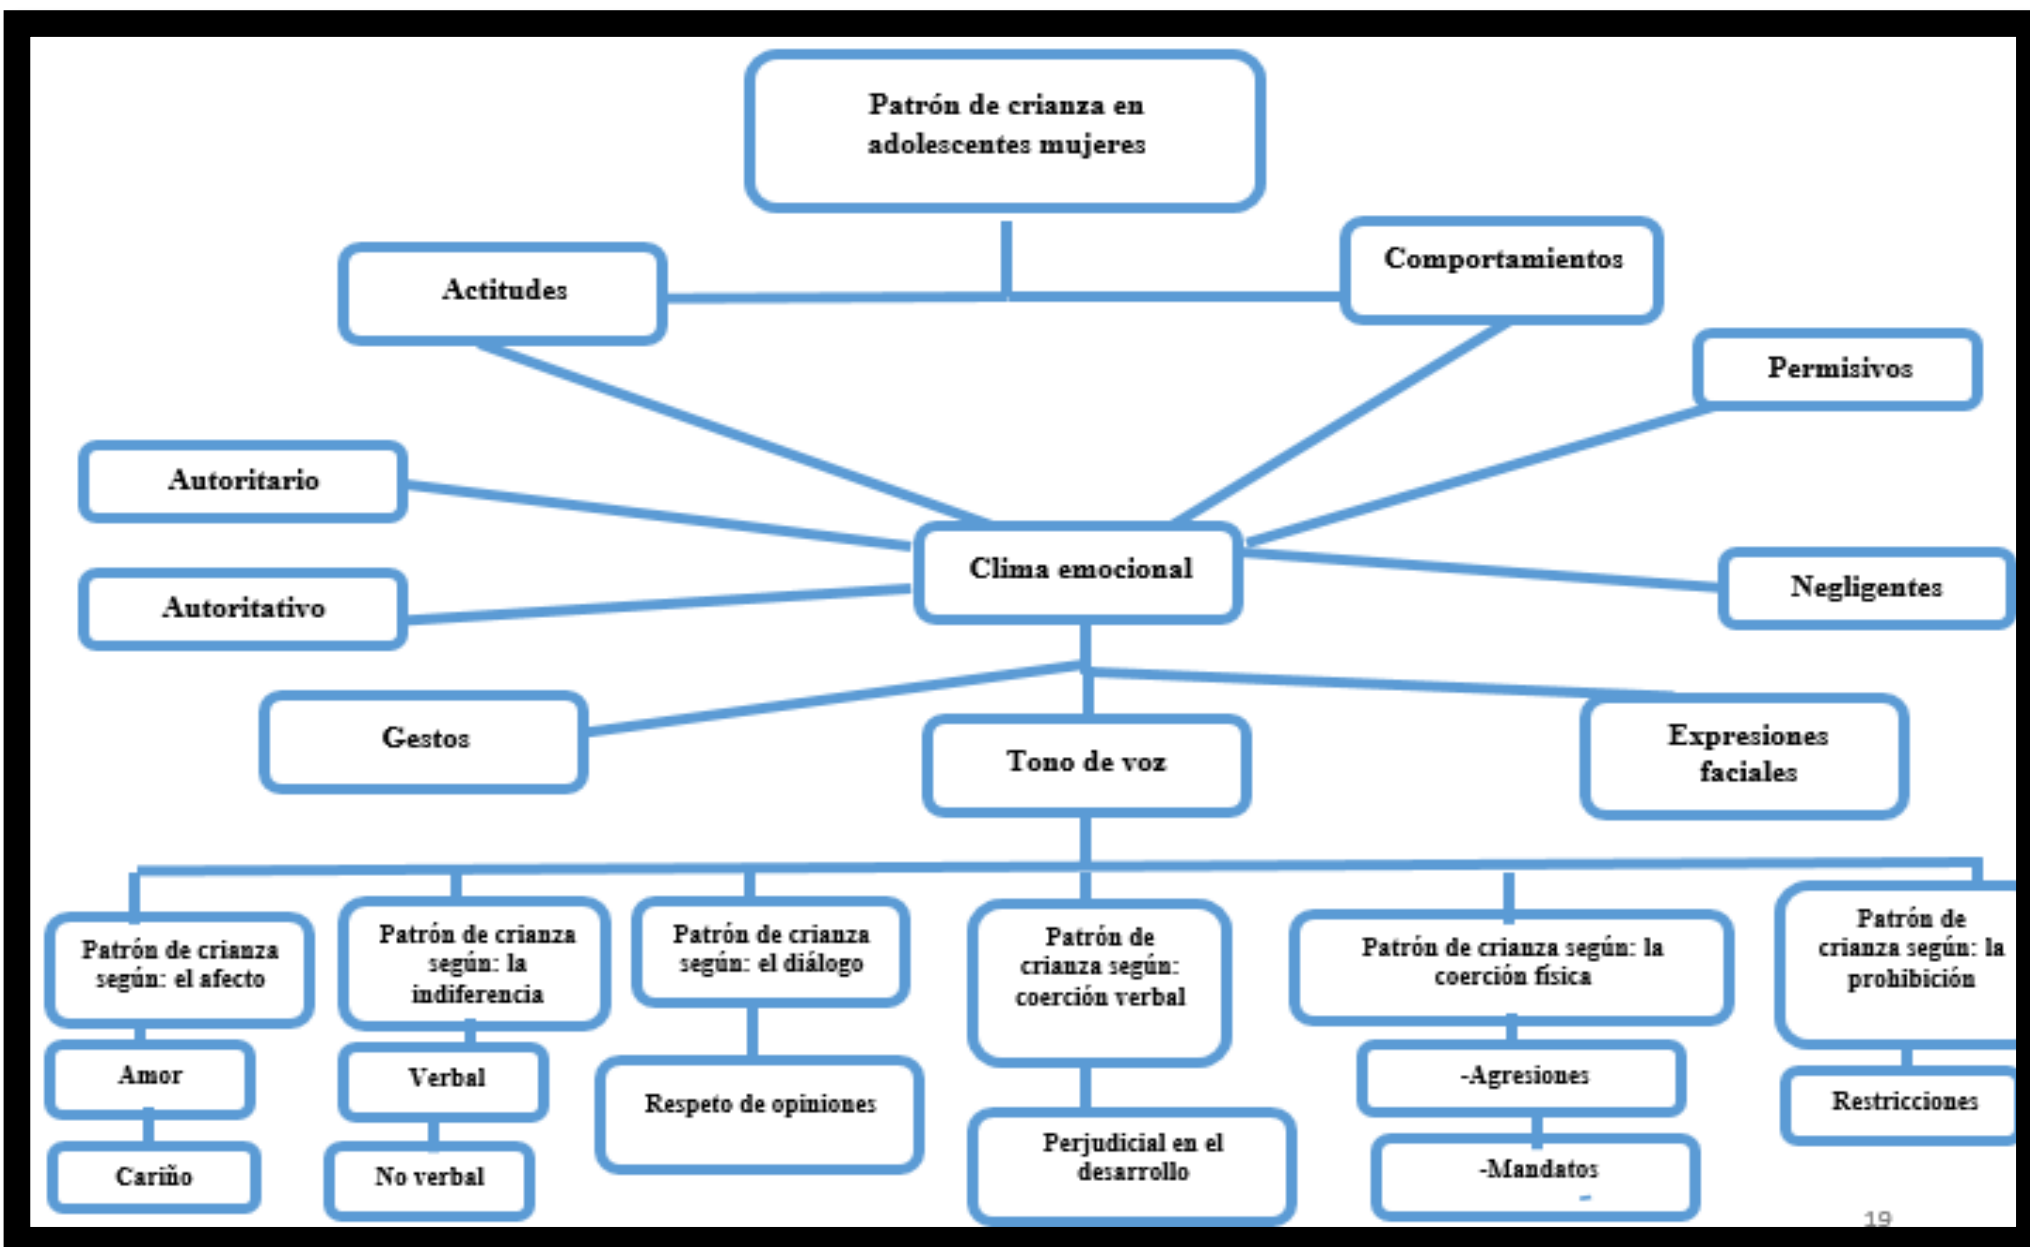 Patrón de crianza en
adolescentes mujeres
Actitudes
Comportamientos
Permisivos
Autoritario
Clima emocional
Autoritativo
Negligentes
Gestos
Tono de voz
Expresiones
faciales
Patrón de crianza
según: el afecto
Patrón de crianza
según: la
indiferencia
Patrón de crianza
según: el diálogo
Patrón de
crianza según:
coerción verbal
Patrón de crianza según: la
coerción física
Patrón de
crianza según: la
prohibición
Amor
Verbal
Respeto de opiniones
Perjudicial en el
desarrollo
-Agresiones
Restricciones
Cariño
No verbal
-Mandatos
-
19